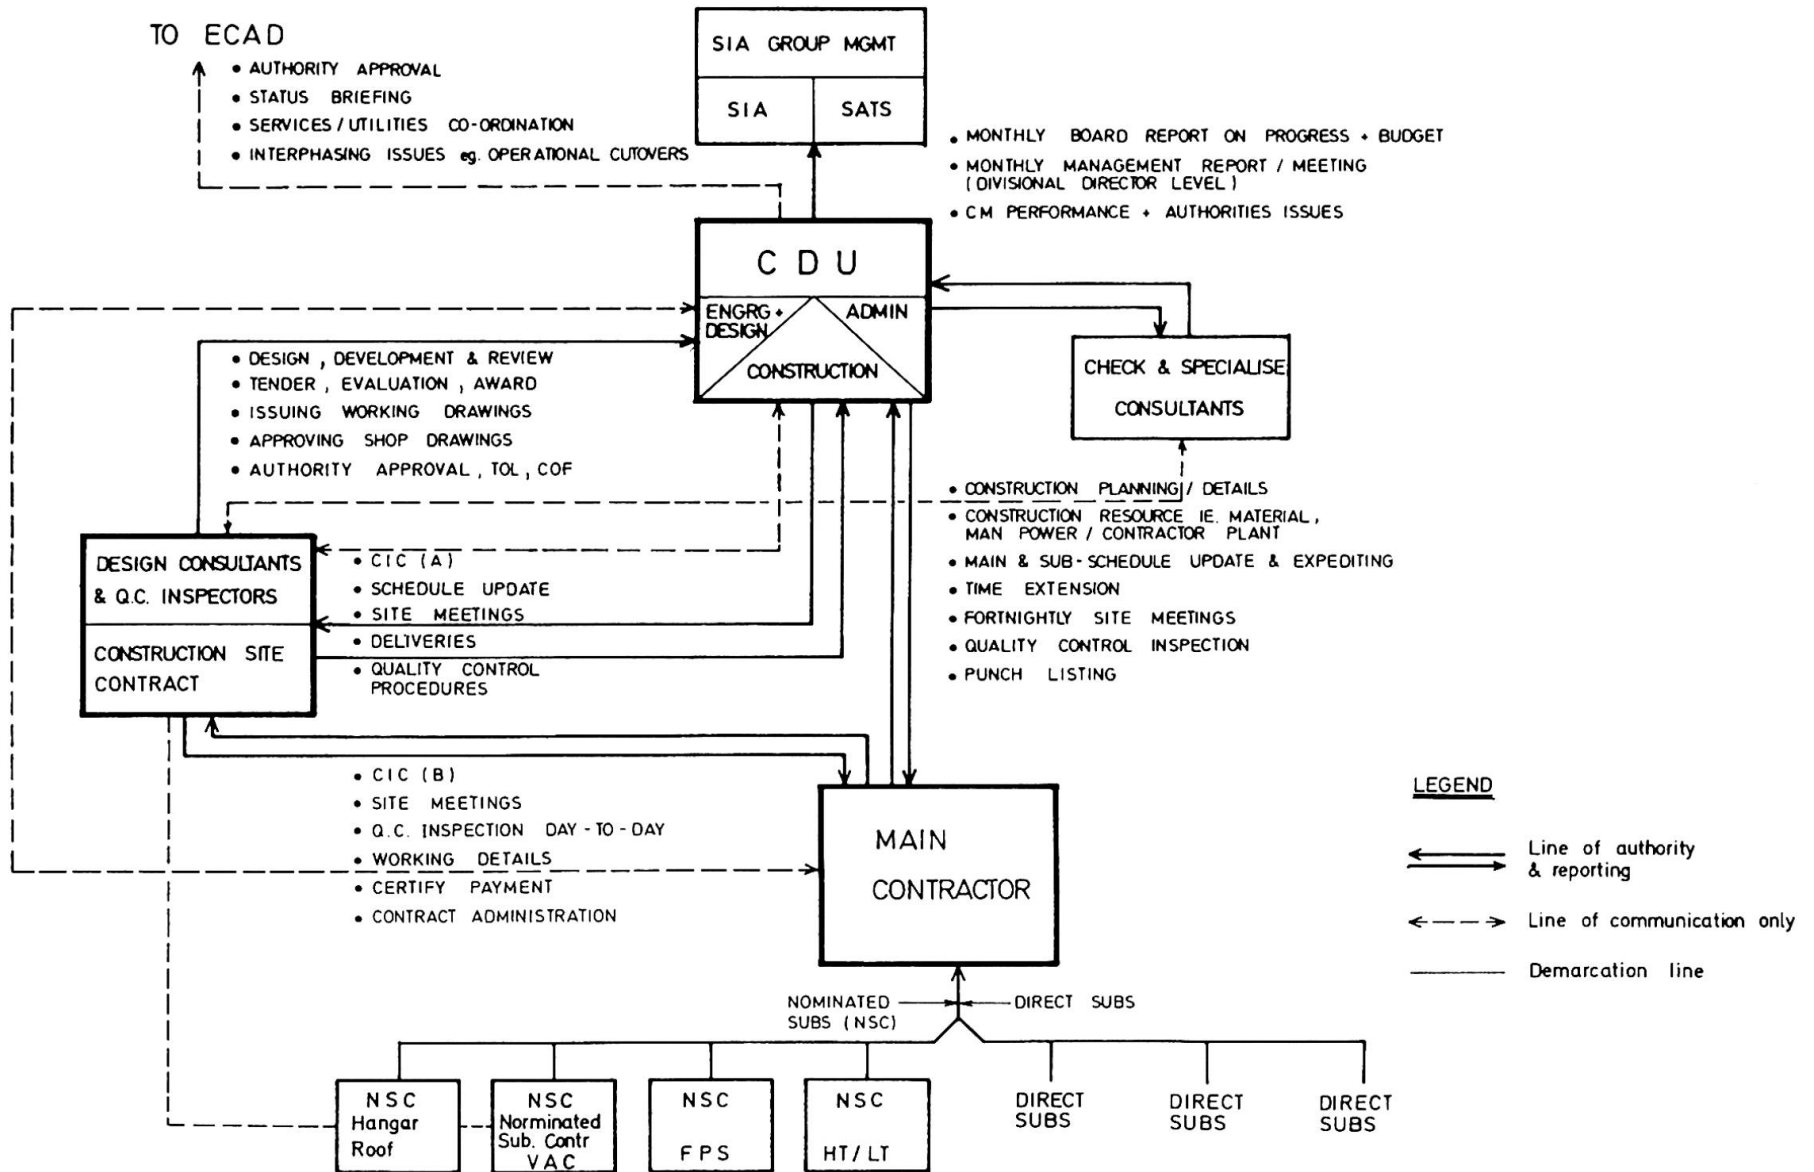 TO ECAD
• AUTHORITY APPROVAL
• STATUS BRIEFING
• SERVICES / UTILITIES CO-ORDINATION
• INTERPHASING ISSUES eg. OPERATIONAL CUTOVERS
SIA GROUP MGMT
SIA
SATS
• MONTHLY BOARD REPORT ON PROGRESS + BUDGET
• MONTHLY MANAGEMENT REPORT / MEETING
(DIVISIONAL DIRECTOR LEVEL)
• CM PERFORMANCE + AUTHORITIES ISSUES
CDU
ENGRG +
DESIGN
ADMIN
CONSTRUCTION
CHECK & SPECIALISE
CONSULTANTS
• DESIGN, DEVELOPMENT & REVIEW
• TENDER, EVALUATION, AWARD
• ISSUING WORKING DRAWINGS
• APPROVING SHOP DRAWINGS
• AUTHORITY APPROVAL, TOL, COF
• CONSTRUCTION PLANNING / DETAILS
• CONSTRUCTION RESOURCE IE. MATERIAL,
MAN POWER / CONTRACTOR PLANT
• MAIN & SUB-SCHEDULE UPDATE & EXPEDITING
• TIME EXTENSION
• FORTNIGHTLY SITE MEETINGS
• QUALITY CONTROL INSPECTION
• PUNCH LISTING
DESIGN CONSULTANTS
& Q.C. INSPECTORS
CONSTRUCTION SITE
CONTRACT
• CIC (A)
• SCHEDULE UPDATE
• SITE MEETINGS
• DELIVERIES
• QUALITY CONTROL
PROCEDURES
• CIC (B)
• SITE MEETINGS
• Q.C. INSPECTION DAY-TO-DAY
• WORKING DETAILS
• CERTIFY PAYMENT
• CONTRACT ADMINISTRATION
MAIN
CONTRACTOR
LEGEND
Line of authority
& reporting
Line of communication only
Demarcation line
NOMINATED
SUBS (NSC)
DIRECT SUBS
NSC
Hangar
Roof
NSC
Norminated
Sub. Contr
VAC
NSC
FPS
NSC
HT/LT
DIRECT
SUBS
DIRECT
SUBS
DIRECT
SUBS